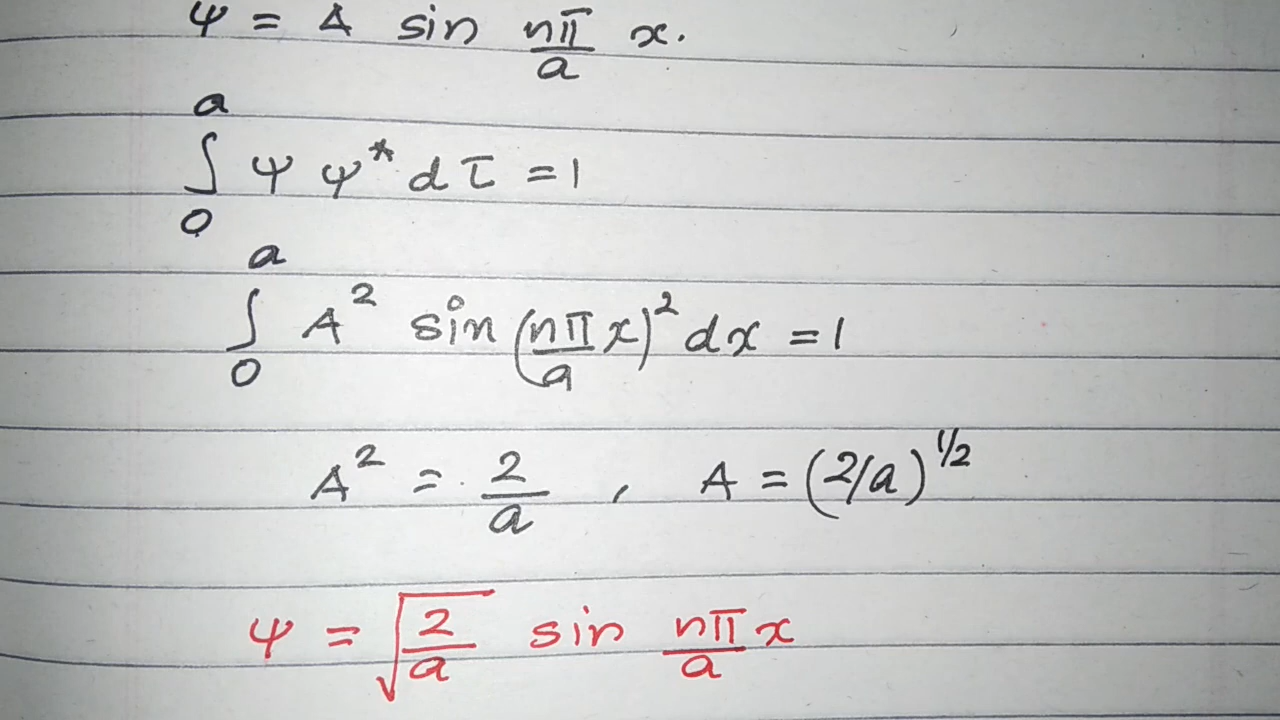 ψ = A sin nπ/a x.
∫₀ᵃ ψ ψ* dτ = 1
∫₀ᵃ A² sin (nπ/a x)² dx = 1
A² = 2/a , A = (2/a)^1/2
ψ = √(2/a) sin nπ/a x